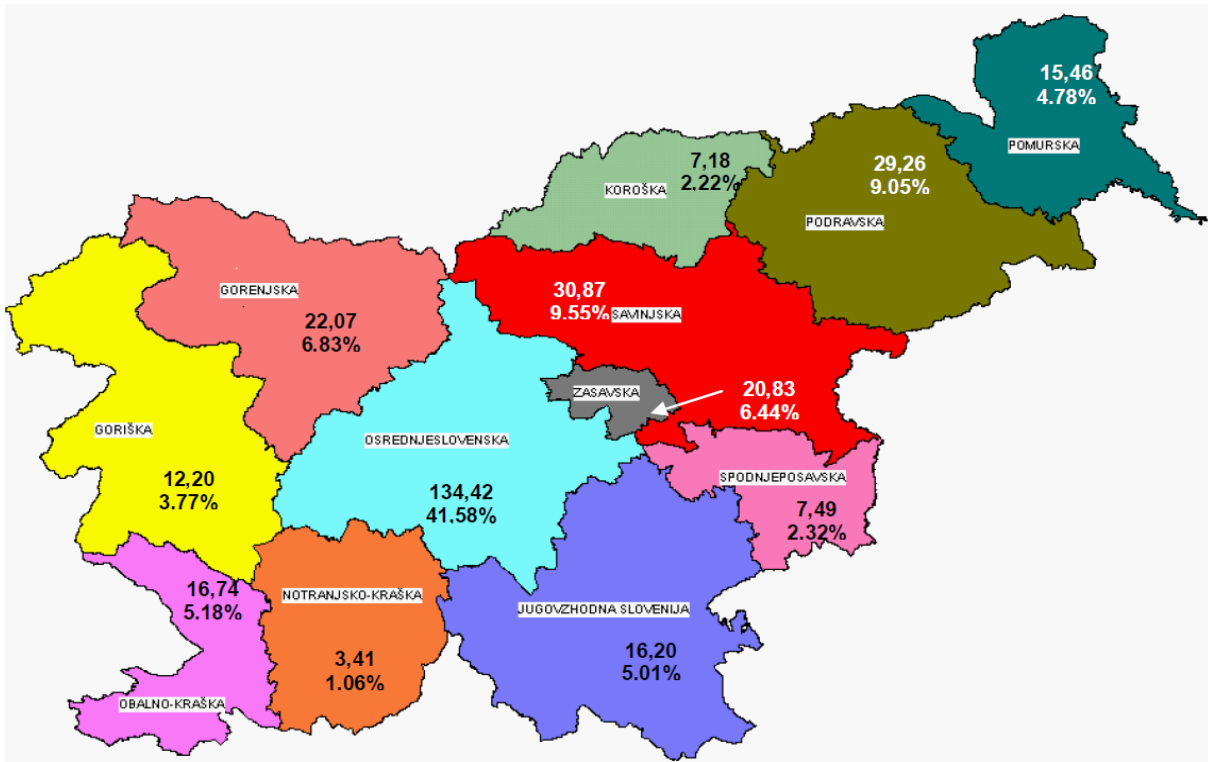 15,46
4.78%
POMURSKA
7,18
2.22%
KOROŠKA
29,26
9.05%
PODRAVSKA
GORENJSKA
22,07
6.83%
30,87
9.55% SAVINJSKA
ZASAVSKA
20,83
6.44%
GORIŠKA
12,20
3.77%
OSREDNJESLOVENSKA
134,42
41.58%
SPODNJEPOSAVSKA
7,49
2.32%
16,74
5.18%
OBALNO-KRAŠKA
NOTRANJSKO-KRAŠKA
3,41
1.06%
JUGOVZHODNA SLOVENIJA
16,20
5.01%